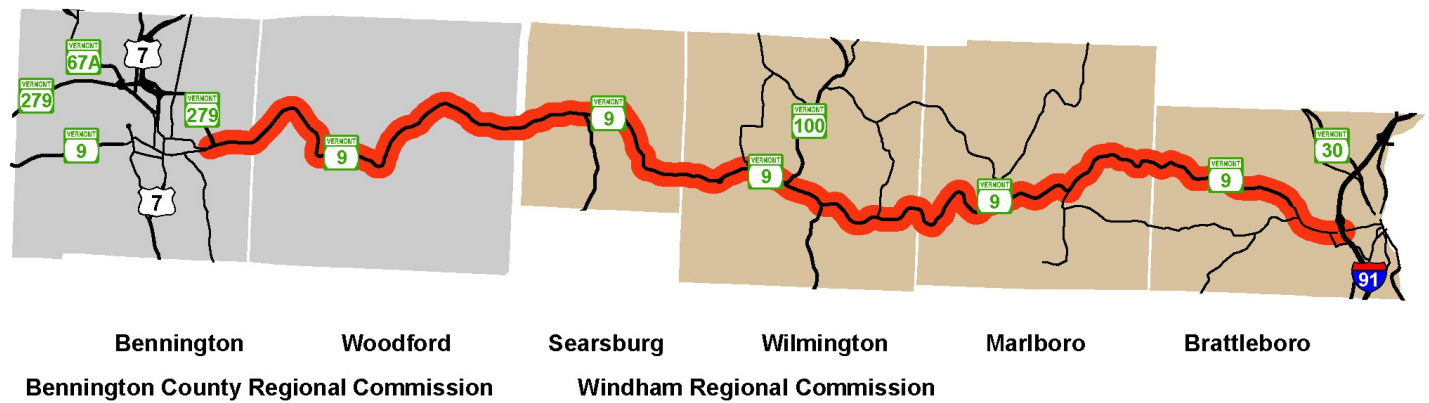 VERMONT
67A
7
VERMONT
279
VERMONT
279
VERMONT
9
VERMONT
9
7
VERMONT
9
VERMONT
100
VERMONT
9
VERMONT
9
VERMONT
9
VERMONT
30
91
Bennington Woodford Searsburg Wilmington Marlboro Brattleboro
Bennington County Regional Commission Windham Regional Commission